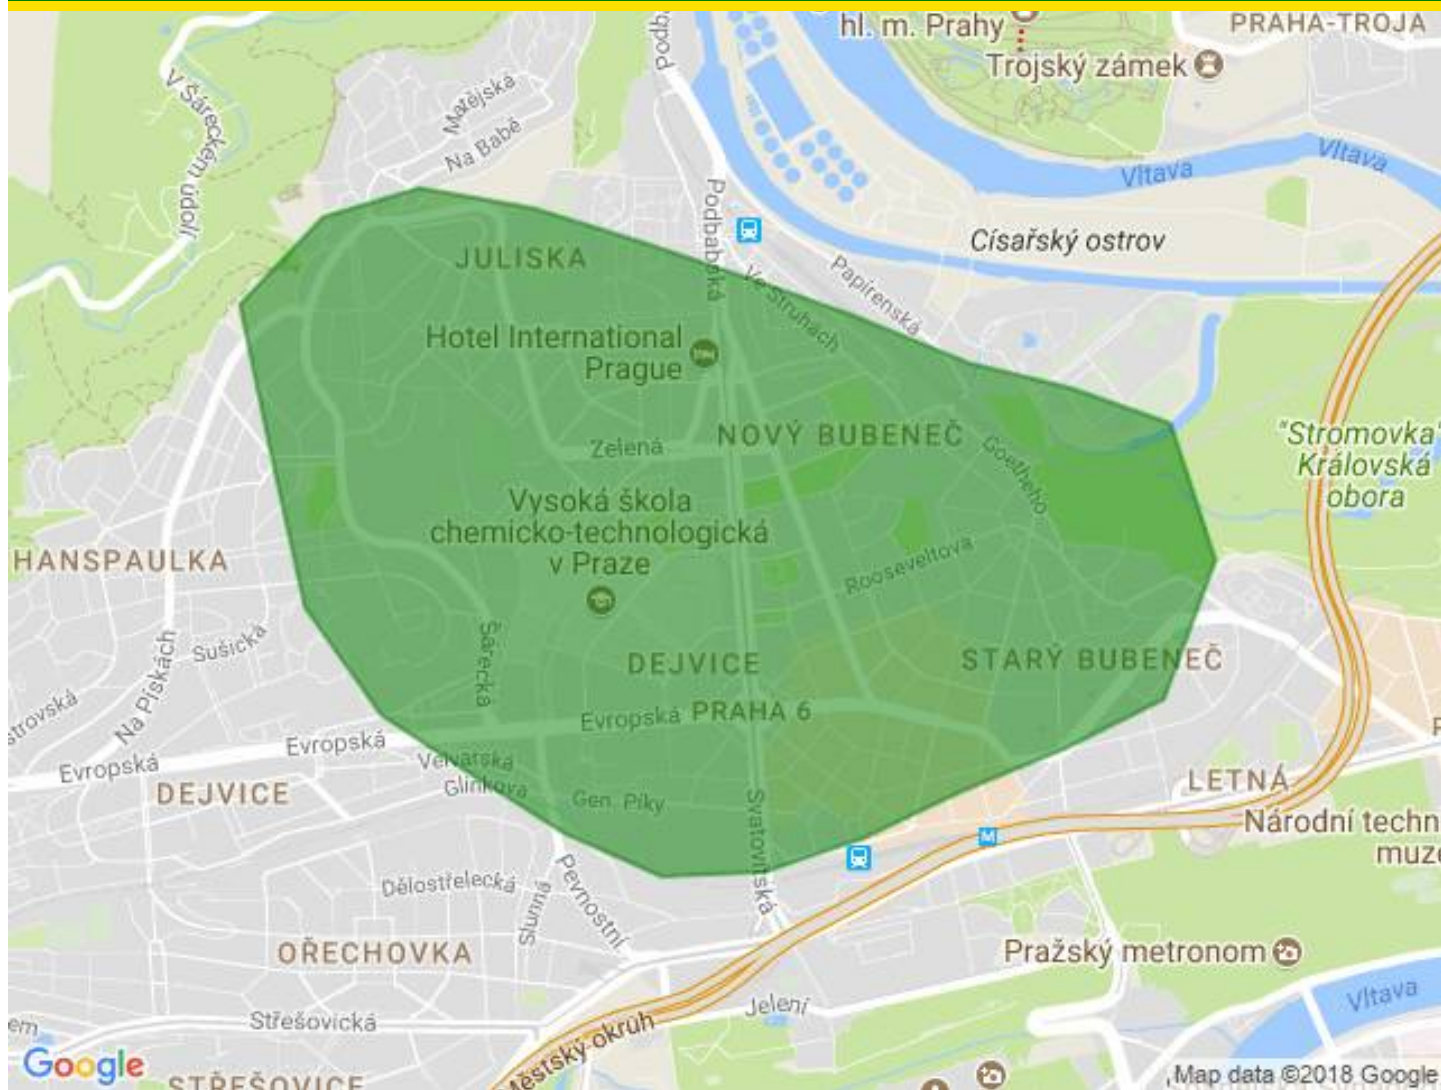 hl. m. Prahy
PRAHA-TROJA
Trojský zámek
V Šáreckém údolí
Matějská
Na Babě
Vltava
Vltava
Podbabská
Císařský ostrov
JULISKA
Ve Struhách
Papírenská
Hotel International
Prague
Zelená
NOVÝ BUBENEČ
Goetheho
"Stromovka"
Královská
obora
Vysoká škola
chemicko-technologická
v Praze
HANSPAULKA
Rooseveltova
Sušická
Šárecká
DEJVICE
STARÝ BUBENEČ
Na Pískách
Evropská
PRAHA 6
Evropská
Evropská
Velvarská
Glinkova
DEJVICE
Gen. Píky
LETNÁ
Svatovítská
M
Národní techn
muze
Dělostřelecká
Slunná
Pevnostní
OŘECHOVKA
Pražský metronom
Jelení
Vltava
Střešovická
Městský okruh
Google
STŘEŠOVICE
Map data ©2018 Google